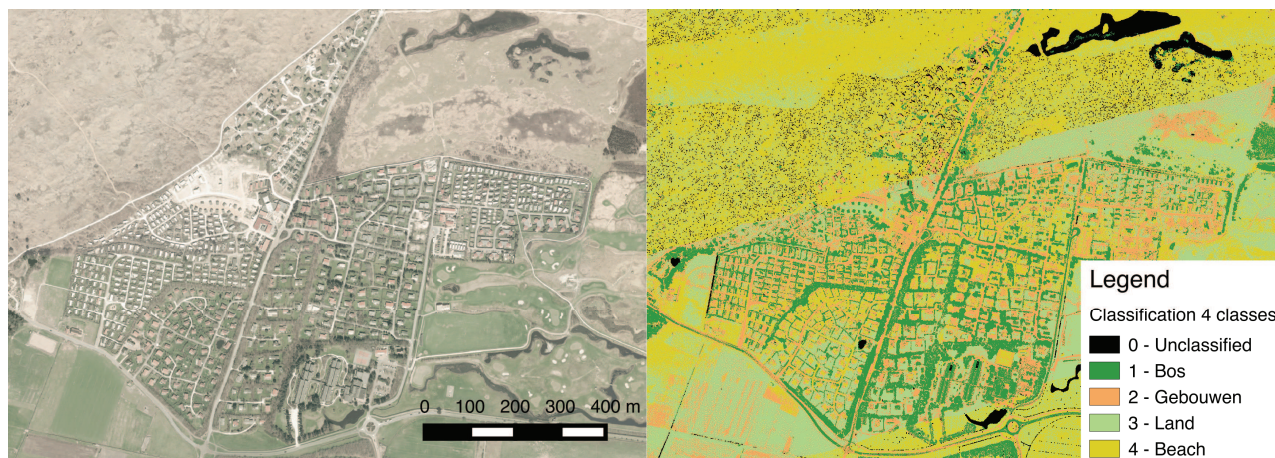 0 100 200 300 400 m
Legend
Classification 4 classes
0 - Unclassified
1 - Bos
2 - Gebouwen
3 - Land
4 - Beach